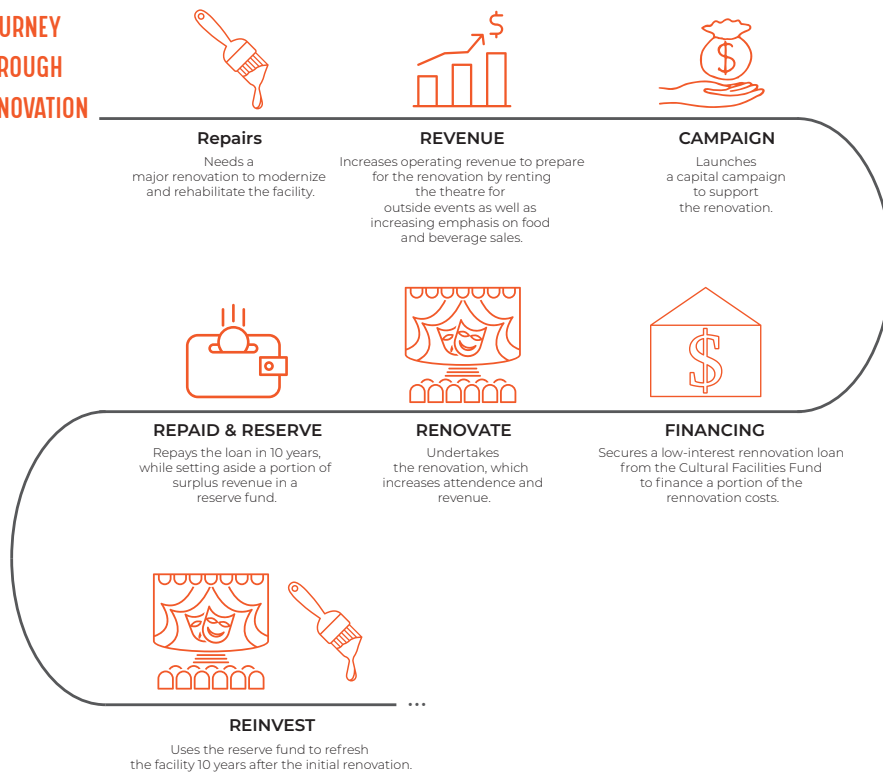 URNEY
ROUGH
NOVATION
Repairs
Needs a
major renovation to modernize
and rehabilitate the facility.
REVENUE
Increases operating revenue to prepare
for the renovation by renting
the theatre for
outside events as well as
increasing emphasis on food
and beverage sales.
CAMPAIGN
Launches
a capital campaign
to support
the renovation.
FINANCING
Secures a low-interest rennovation loan
from the Cultural Facilities Fund
to finance a portion of the
rennovation costs.
RENOVATE
Undertakes
the renovation, which
increases attendence and
revenue.
REPAID & RESERVE
Repays the loan in 10 years,
while setting aside a portion of
surplus revenue in a
reserve fund.
...
REINVEST
Uses the reserve fund to refresh
the facility 10 years after the initial renovation.